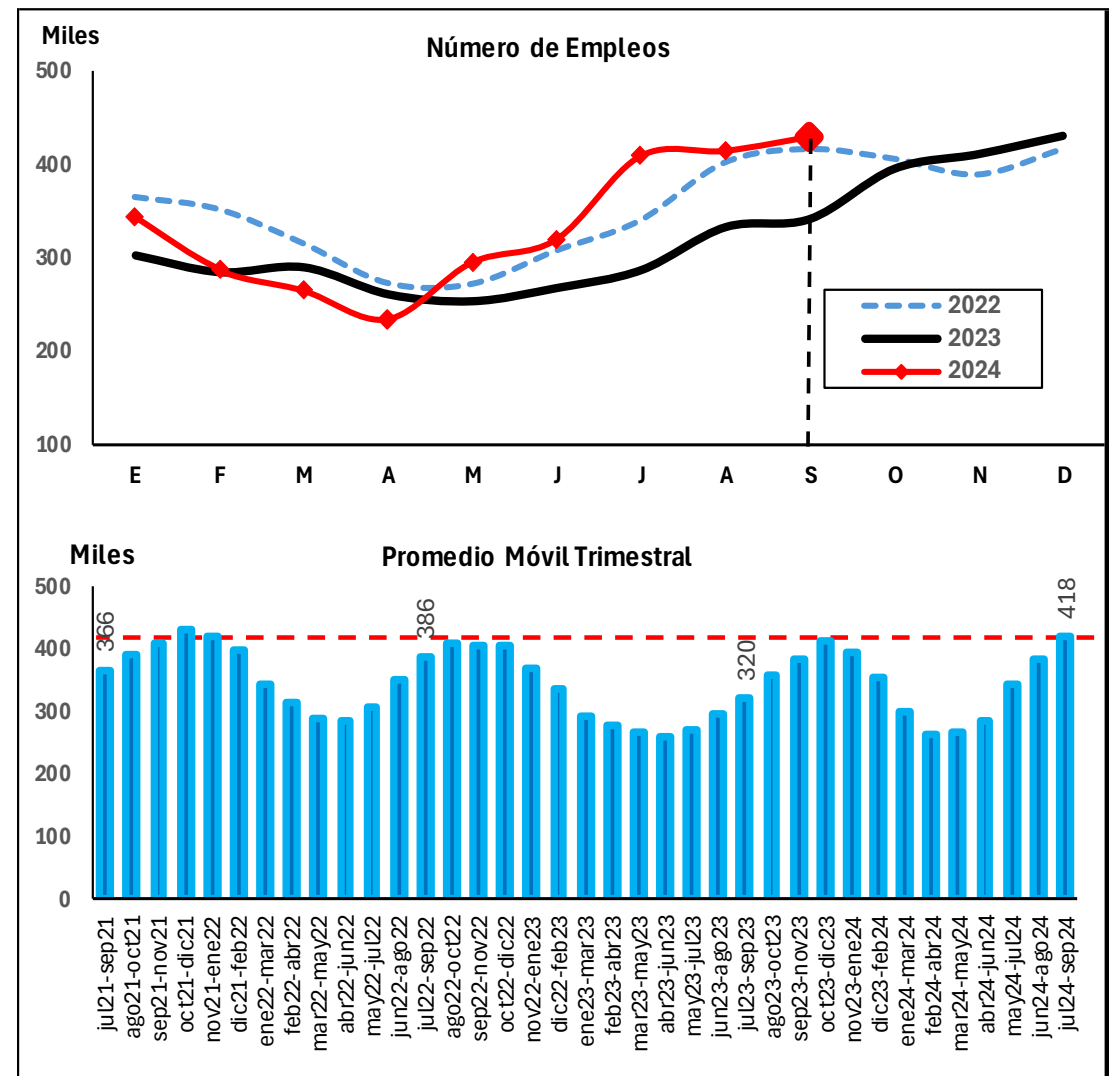 Miles
Número de Empleos
500
400
300
200
100
E F M A M J J A S O N D
2022
2023
2024
Miles
Promedio Móvil Trimestral
500
400
300
200
100
0
366
386
320
418
jul21-sep21
ago21-oct21
sep21-nov21
oct21-dic21
nov21-ene22
dic21-feb22
ene22-mar22
feb22-abr22
mar22-may22
abr22-jun22
may22-jul22
jun22-ago22
jul22-sep22
ago22-oct22
sep22-nov22
oct22-dic22
nov22-ene23
dic22-feb23
ene23-mar23
feb23-abr23
mar23-may23
abr23-jun23
may23-jul23
jun23-ago23
jul23-sep23
ago23-oct23
sep23-nov23
oct23-dic23
nov23-ene24
dic23-feb24
ene24-mar24
feb24-abr24
mar24-may24
abr24-jun24
may24-jul24
jun24-ago24
jul24-sep24